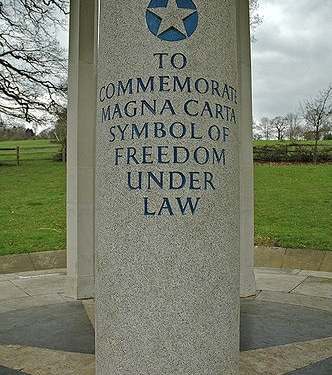 TO
COMMEMORATE
MAGNA CARTA
SYMBOL OF
FREEDOM
UNDER
LAW